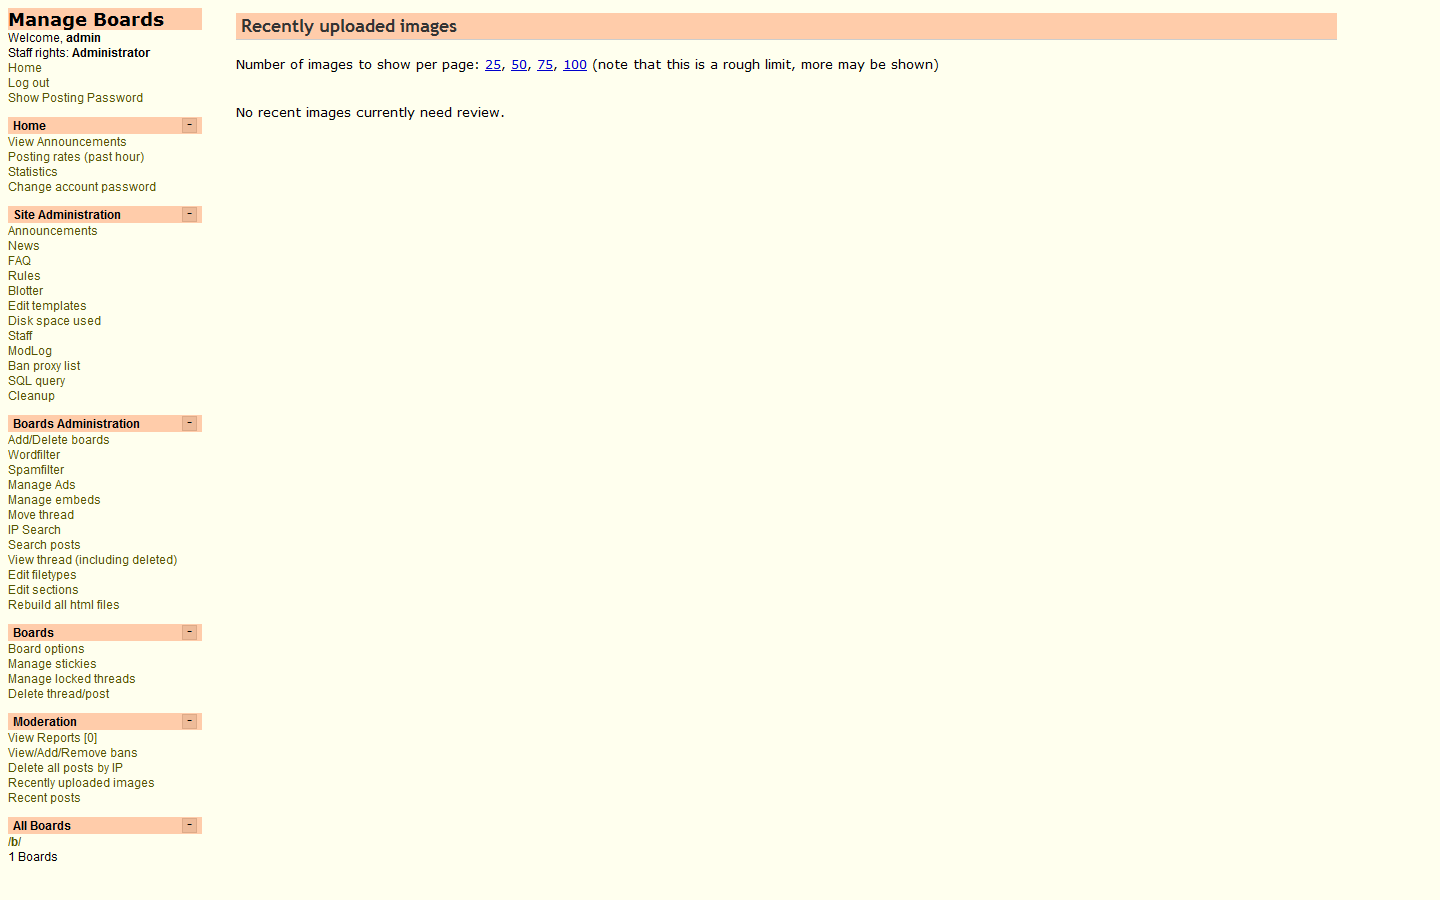 Manage Boards
Welcome, admin
Staff rights: Administrator
Home
Log out
Show Posting Password
Home -
View Announcements
Posting rates (past hour)
Statistics
Change account password
Site Administration -
Announcements
News
FAQ
Rules
Blotter
Edit templates
Disk space used
Staff
ModLog
Ban proxy list
SQL query
Cleanup
Boards Administration -
Add/Delete boards
Wordfilter
Spamfilter
Manage Ads
Manage embeds
Move thread
IP Search
Search posts
View thread (including deleted)
Edit filetypes
Edit sections
Rebuild all html files
Boards -
Board options
Manage stickies
Manage locked threads
Delete thread/post
Moderation -
View Reports [0]
View/Add/Remove bans
Delete all posts by IP
Recently uploaded images
Recent posts
All Boards -
/b/
1 Boards
Recently uploaded images
Number of images to show per page: 25, 50, 75, 100 (note that this is a rough limit, more may be shown)
No recent images currently need review.